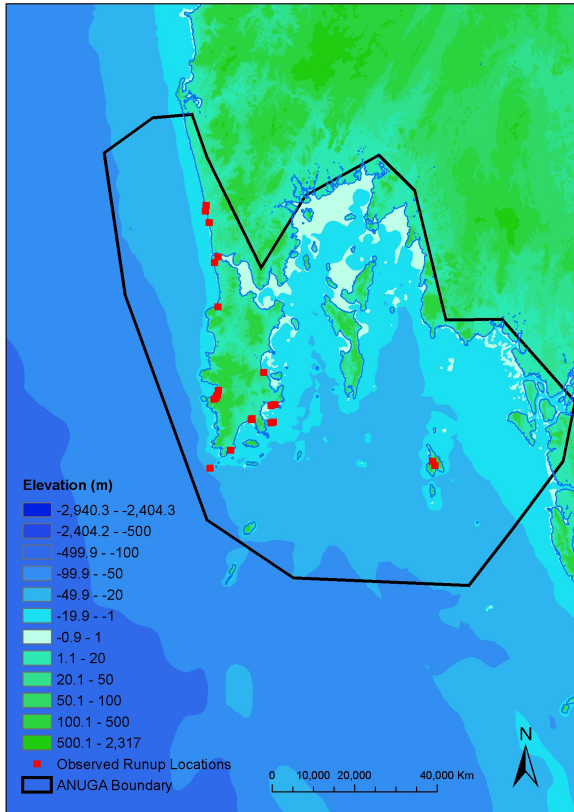 Elevation (m)
-2,940.3 - -2,404.3
-2,404.2 - -500
-499.9 - -100
-99.9 - -50
-49.9 - -20
-19.9 - -1
-0.9 - 1
1.1 - 20
20.1 - 50
50.1 - 100
100.1 - 500
500.1 - 2,317
Observed Runup Locations
ANUGA Boundary
N
0 10,000 20,000 40,000 Km